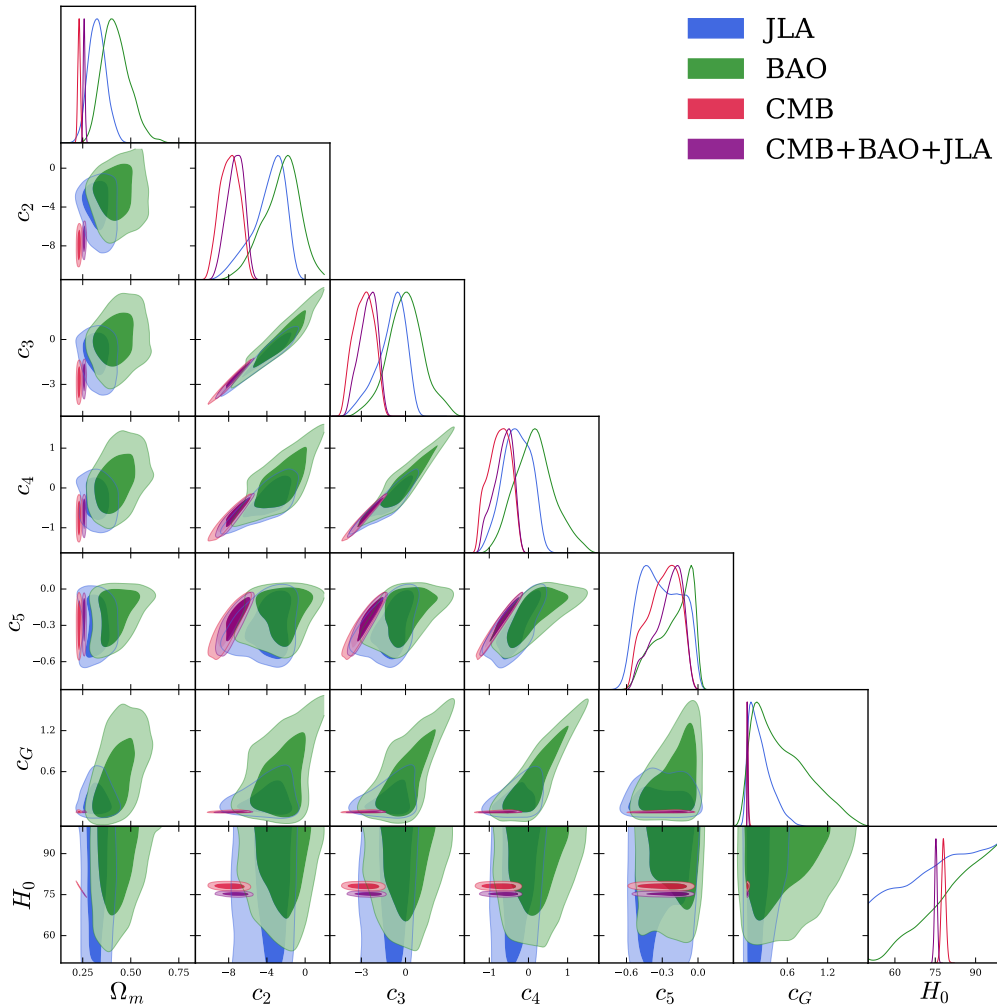 JLA
BAO
CMB
CMB+BAO+JLA
c₂
0
−4
−8
c₃
0
−3
c₄
1
0
−1
c₅
0.0
−0.3
−0.6
c_G
1.2
0.6
H₀
90
75
60
0.25 0.50 0.75
−8 −4 0
−3 0
−1 0 1
−0.6 −0.3 0.0
0.6 1.2
60 75 90
Ω_m c₂ c₃ c₄ c₅ c_G H₀